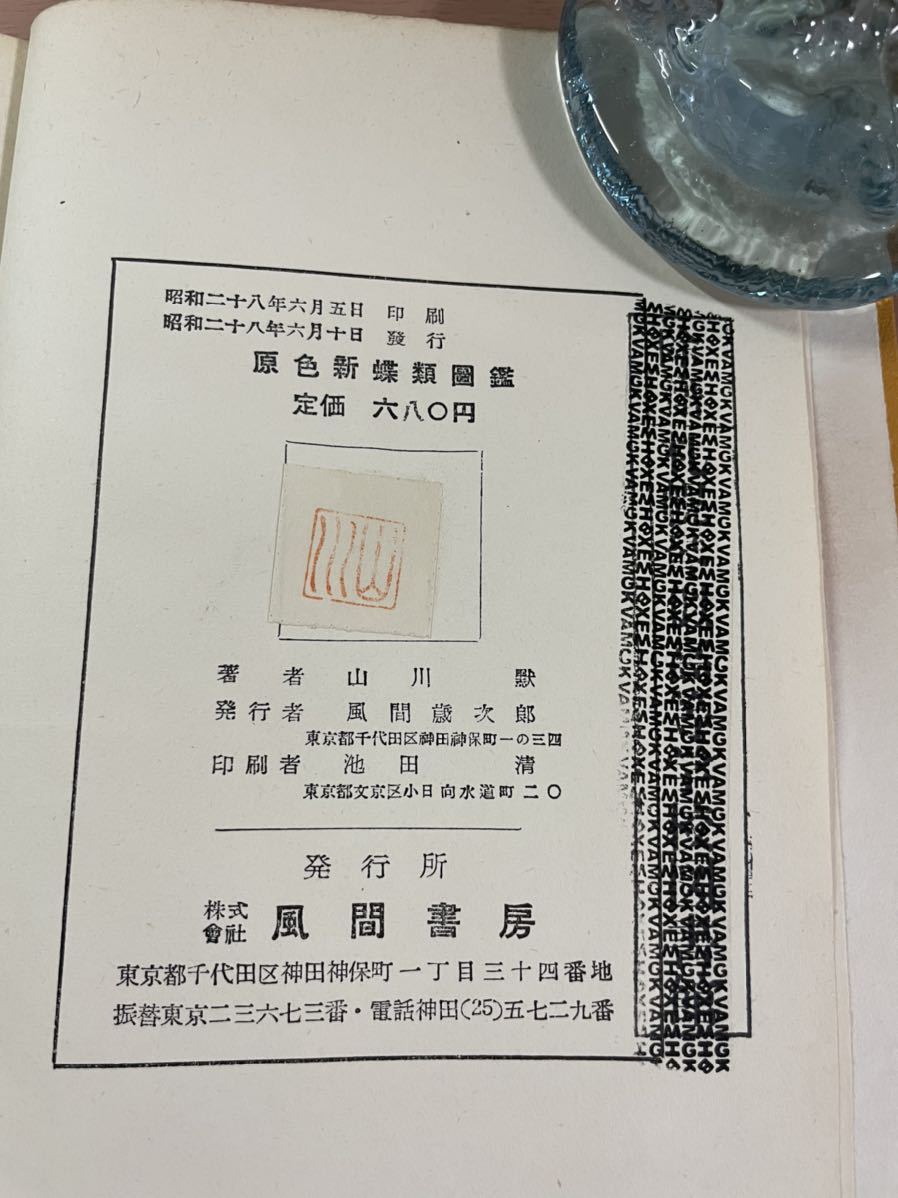 昭和二十八年六月五日 印刷
昭和二十八年六月十日 發行
原色新蝶類圖鑑
定価 六八〇円
山川
著者 山川默
発行者 風間歳次郎
東京都千代田区神田神保町一の三四
印刷者 池田清
東京都文京区小日向水道町二〇
発行所
株式會社 風間書房
東京都千代田区神田神保町一丁目三十四番地
振替東京二三六七三番・電話神田(25)五七二九番